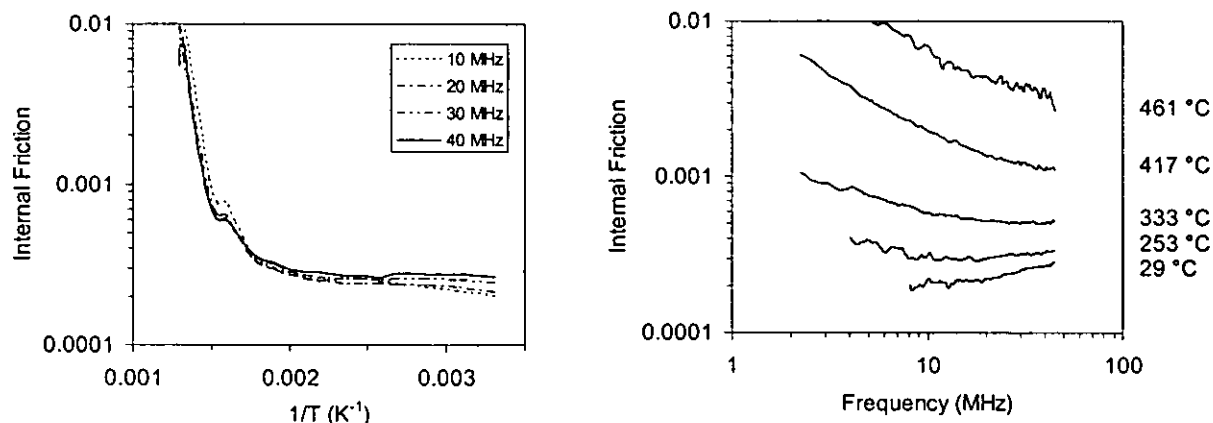 0.01
0.001
0.0001
Internal Friction
0.001
0.002
0.003
1/T (K⁻¹)
10 MHz
20 MHz
30 MHz
40 MHz
0.01
0.001
0.0001
Internal Friction
1
10
100
Frequency (MHz)
461 °C
417 °C
333 °C
253 °C
29 °C